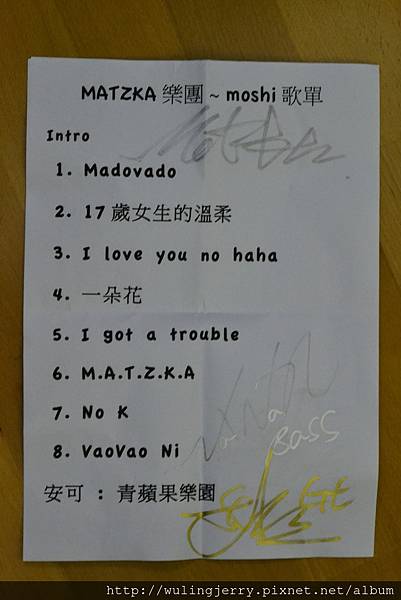 MATZKA 樂團 ~ moshi 歌單
Intro
1. Madovado
2. 17 歲女生的溫柔
3. I love you no haha
4. 一朵花
5. I got a trouble
6. M.A.T.Z.K.A
7. No K
8. VaoVao Ni
Bass
安可 : 青蘋果樂園
http://wulingjerry.pixnet.net/album